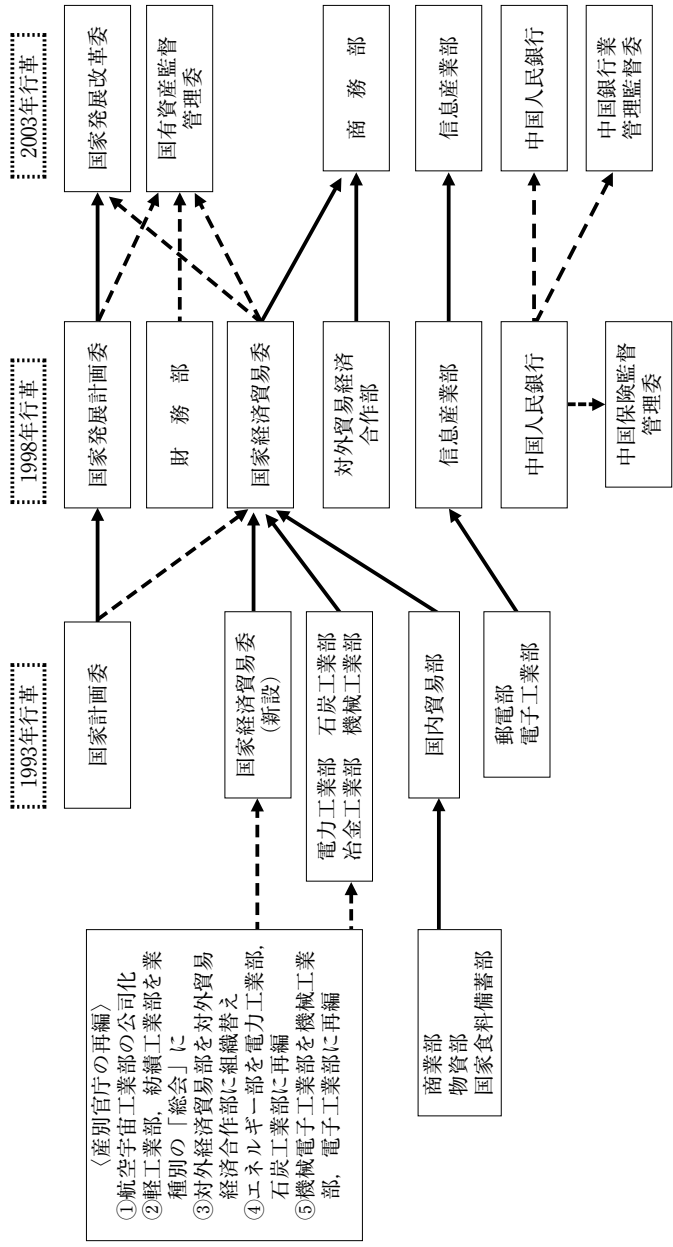 1993年行革
1998年行革
2003年行革
〈産別官庁の再編〉
①航空宇宙工業部の公司化
②軽工業部，紡績工業部を業
種別の「総会」に
③対外経済貿易部を対外貿易
経済合作部に組織替え
④エネルギー部を電力工業部，
石炭工業部に再編
⑤機械電子工業部を機械工業
部，電子工業部に再編
商業部
物資部
国家食料備蓄部
国家計画委
国家経済貿易委
(新設)
電力工業部　石炭工業部
冶金工業部　機械工業部
国内貿易部
郵電部
電子工業部
国家発展計画委
財　務　部
国家経済貿易委
対外貿易経済
合作部
信息産業部
中国人民銀行
中国保険監督
管理委
国家発展改革委
国有資産監督
管理委
商　務　部
信息産業部
中国人民銀行
中国銀行業
管理監督委